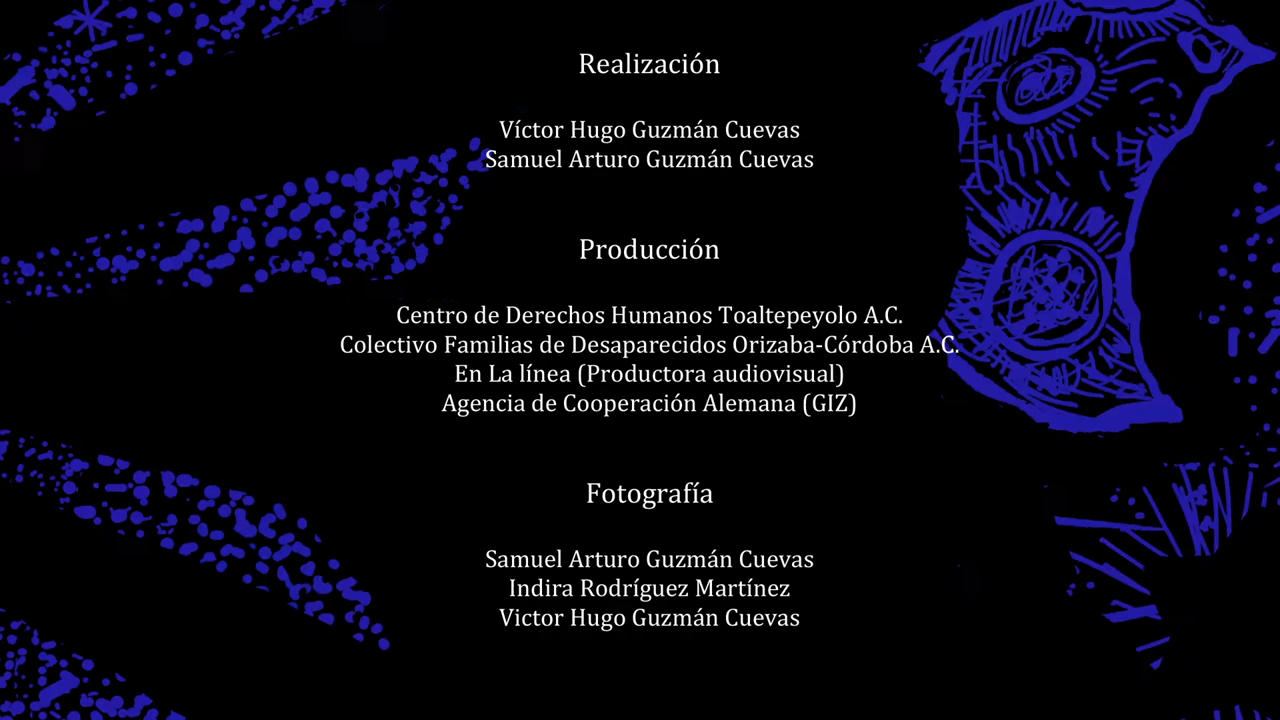 Realización
Víctor Hugo Guzmán Cuevas
Samuel Arturo Guzmán Cuevas
Producción
Centro de Derechos Humanos Toaltepeyolo A.C.
Colectivo Familias de Desaparecidos Orizaba-Córdoba A.C.
En La línea (Productora audiovisual)
Agencia de Cooperación Alemana (GIZ)
Fotografía
Samuel Arturo Guzmán Cuevas
Indira Rodríguez Martínez
Victor Hugo Guzmán Cuevas